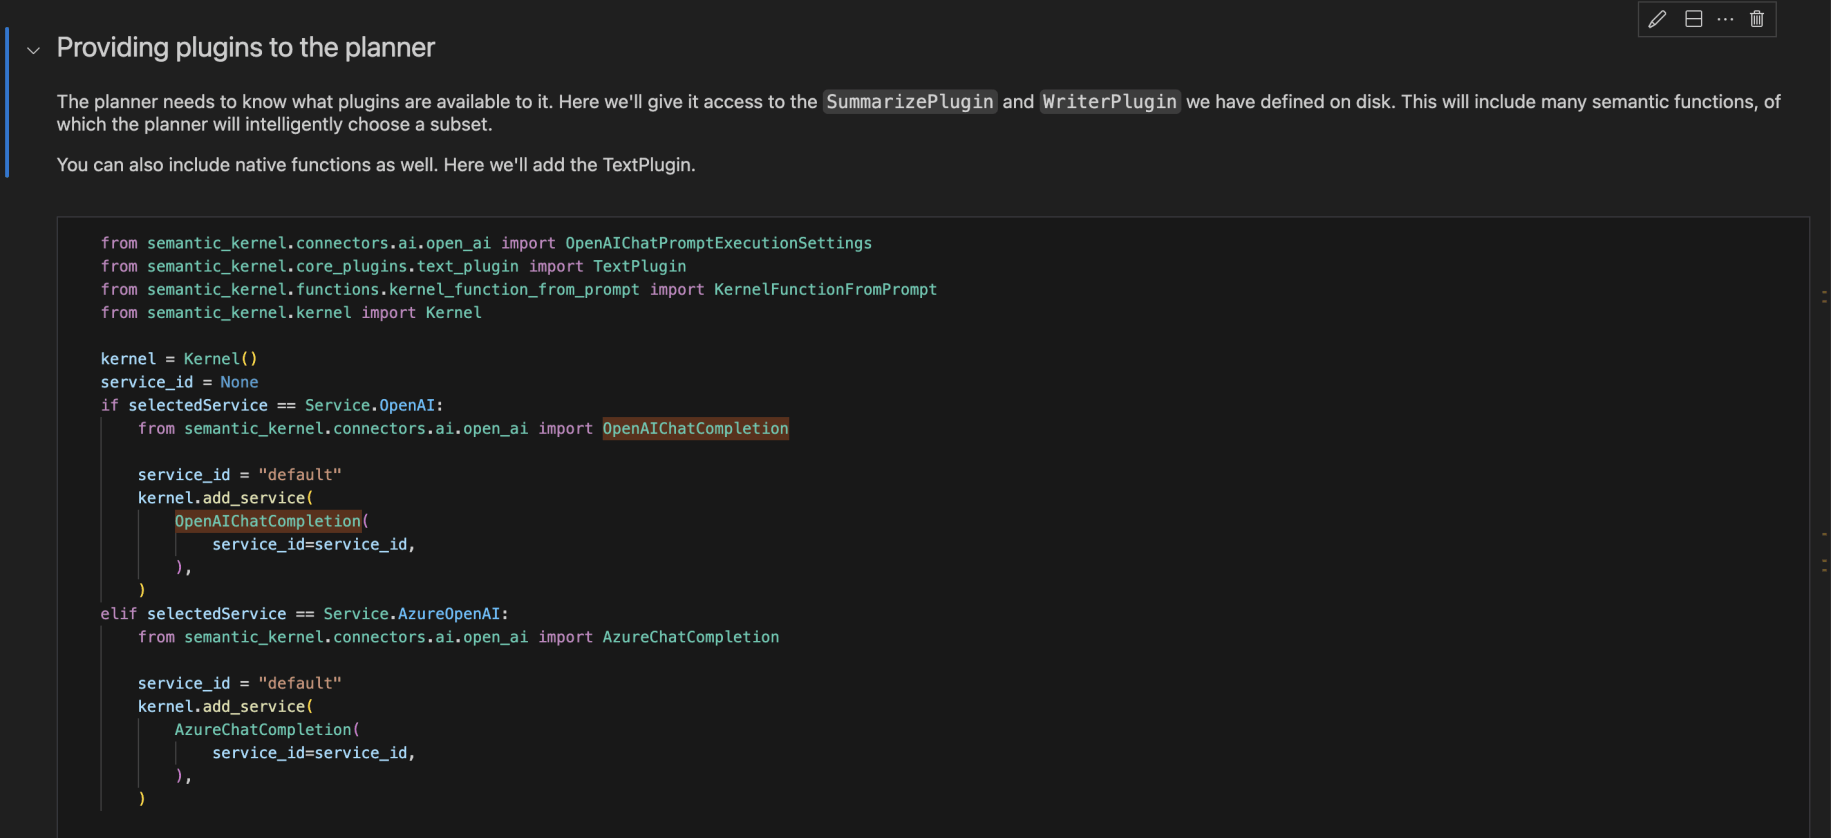 Providing plugins to the planner
The planner needs to know what plugins are available to it. Here we'll give it access to the SummarizePlugin and WriterPlugin we have defined on disk. This will include many semantic functions, of
which the planner will intelligently choose a subset.
You can also include native functions as well. Here we'll add the TextPlugin.
from semantic_kernel.connectors.ai.open_ai import OpenAIChatPromptExecutionSettings
from semantic_kernel.core_plugins.text_plugin import TextPlugin
from semantic_kernel.functions.kernel_function_from_prompt import KernelFunctionFromPrompt
from semantic_kernel.kernel import Kernel

kernel = Kernel()
service_id = None
if selectedService == Service.OpenAI:
    from semantic_kernel.connectors.ai.open_ai import OpenAIChatCompletion

    service_id = "default"
    kernel.add_service(
        OpenAIChatCompletion(
            service_id=service_id,
        ),
    )
elif selectedService == Service.AzureOpenAI:
    from semantic_kernel.connectors.ai.open_ai import AzureChatCompletion

    service_id = "default"
    kernel.add_service(
        AzureChatCompletion(
            service_id=service_id,
        ),
    )